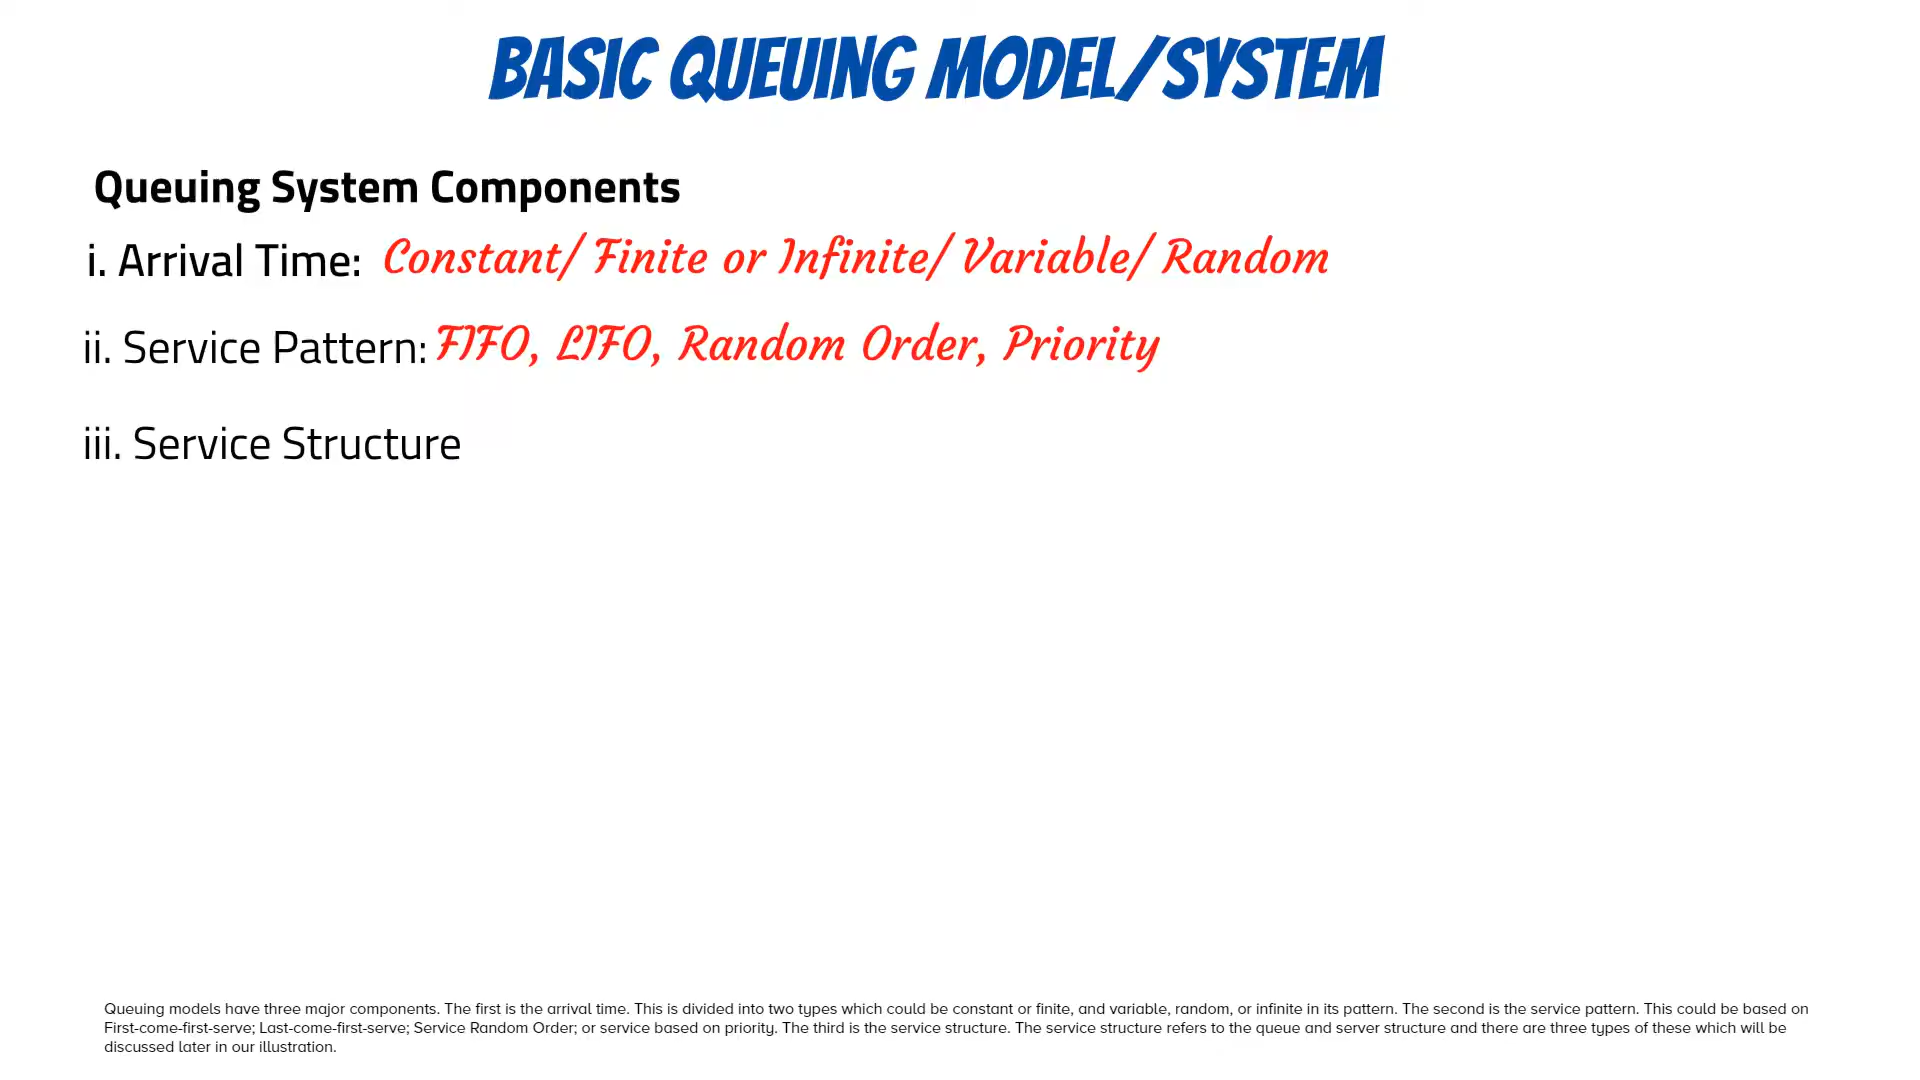 BASIC QUEUING MODEL/SYSTEM
Queuing System Components
i. Arrival Time: Constant/ Finite or Infinite/ Variable/ Random
ii. Service Pattern: FIFO, LIFO, Random Order, Priority
iii. Service Structure
Queuing models have three major components. The first is the arrival time. This is divided into two types which could be constant or finite, and variable, random, or infinite in its pattern. The second is the service pattern. This could be based on
First-come-first-serve; Last-come-first-serve; Service Random Order; or service based on priority. The third is the service structure. The service structure refers to the queue and server structure and there are three types of these which will be
discussed later in our illustration.